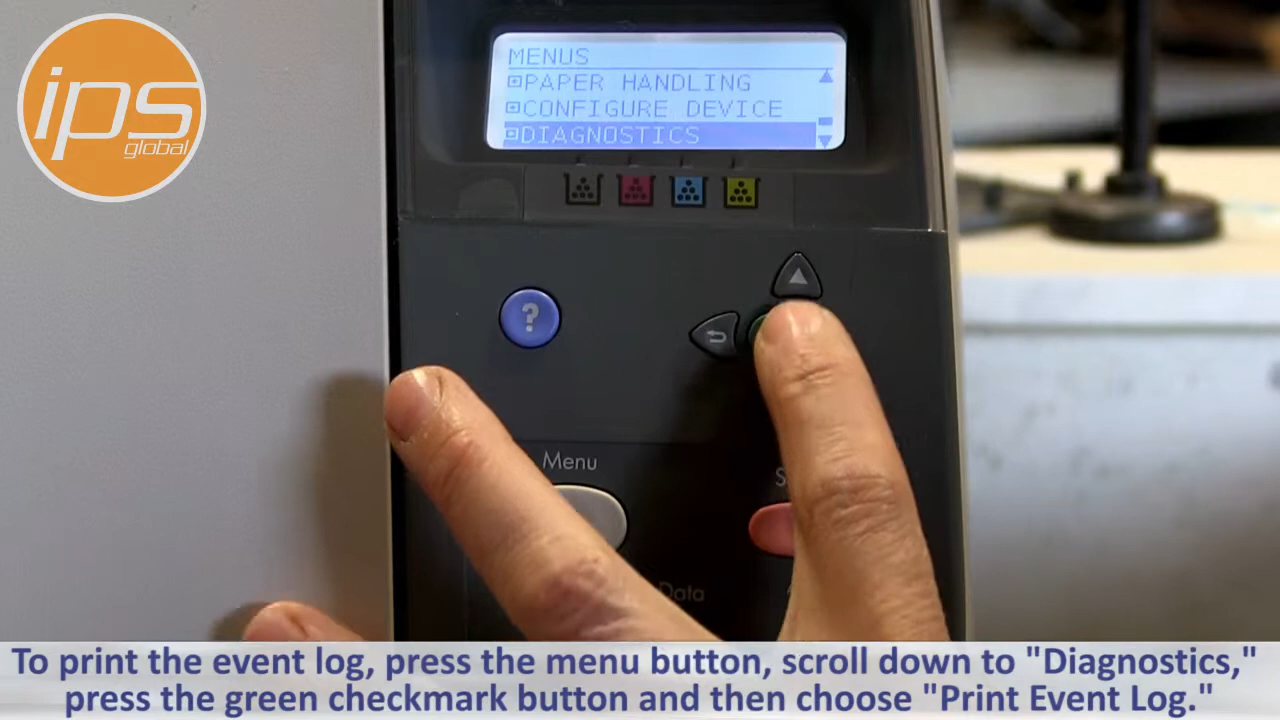 ips
global
MENUS
PAPER HANDLING
CONFIGURE DEVICE
DIAGNOSTICS
?
Menu
S
Data
To print the event log, press the menu button, scroll down to "Diagnostics,"
press the green checkmark button and then choose "Print Event Log."